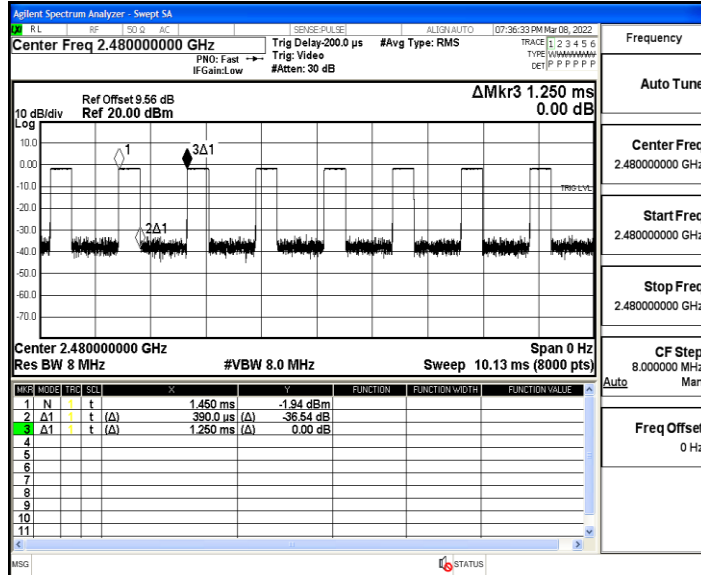 Agilent Spectrum Analyzer - Swept SA
RL RF 50 Ω AC SENSE:PULSE ALIGNAUTO 07:36:33 PM Mar 08, 2022
Center Freq 2.480000000 GHz
PNO: Fast
IFGain:Low
Trig Delay-200.0 µs
Trig: Video
#Atten: 30 dB
#Avg Type: RMS
TRACE 1 2 3 4 5 6
TYPE
DET P P P P P P
Ref Offset 9.56 dB
10 dB/div Ref 20.00 dBm
Log
ΔMkr3 1.250 ms
0.00 dB
10.0
0.00
-10.0
-20.0
-30.0
-40.0
-50.0
-60.0
-70.0
1
3Δ1
2Δ1
TRIG LVL
Center 2.480000000 GHz Span 0 Hz
Res BW 8 MHz #VBW 8.0 MHz Sweep 10.13 ms (8000 pts)
MKR MODE TRC SCL X Y FUNCTION FUNCTION WIDTH FUNCTION VALUE
1 N 1 t 1.450 ms -1.94 dBm
2 Δ1 1 t (Δ) 390.0 µs (Δ) -36.54 dB
3 Δ1 1 t (Δ) 1.250 ms (Δ) 0.00 dB
4
5
6
7
8
9
10
11
MSG STATUS
Frequency
Auto Tune
Center Freq
2.480000000 GHz
Start Freq
2.480000000 GHz
Stop Freq
2.480000000 GHz
CF Step
8.000000 MHz
Auto Man
Freq Offset
0 Hz